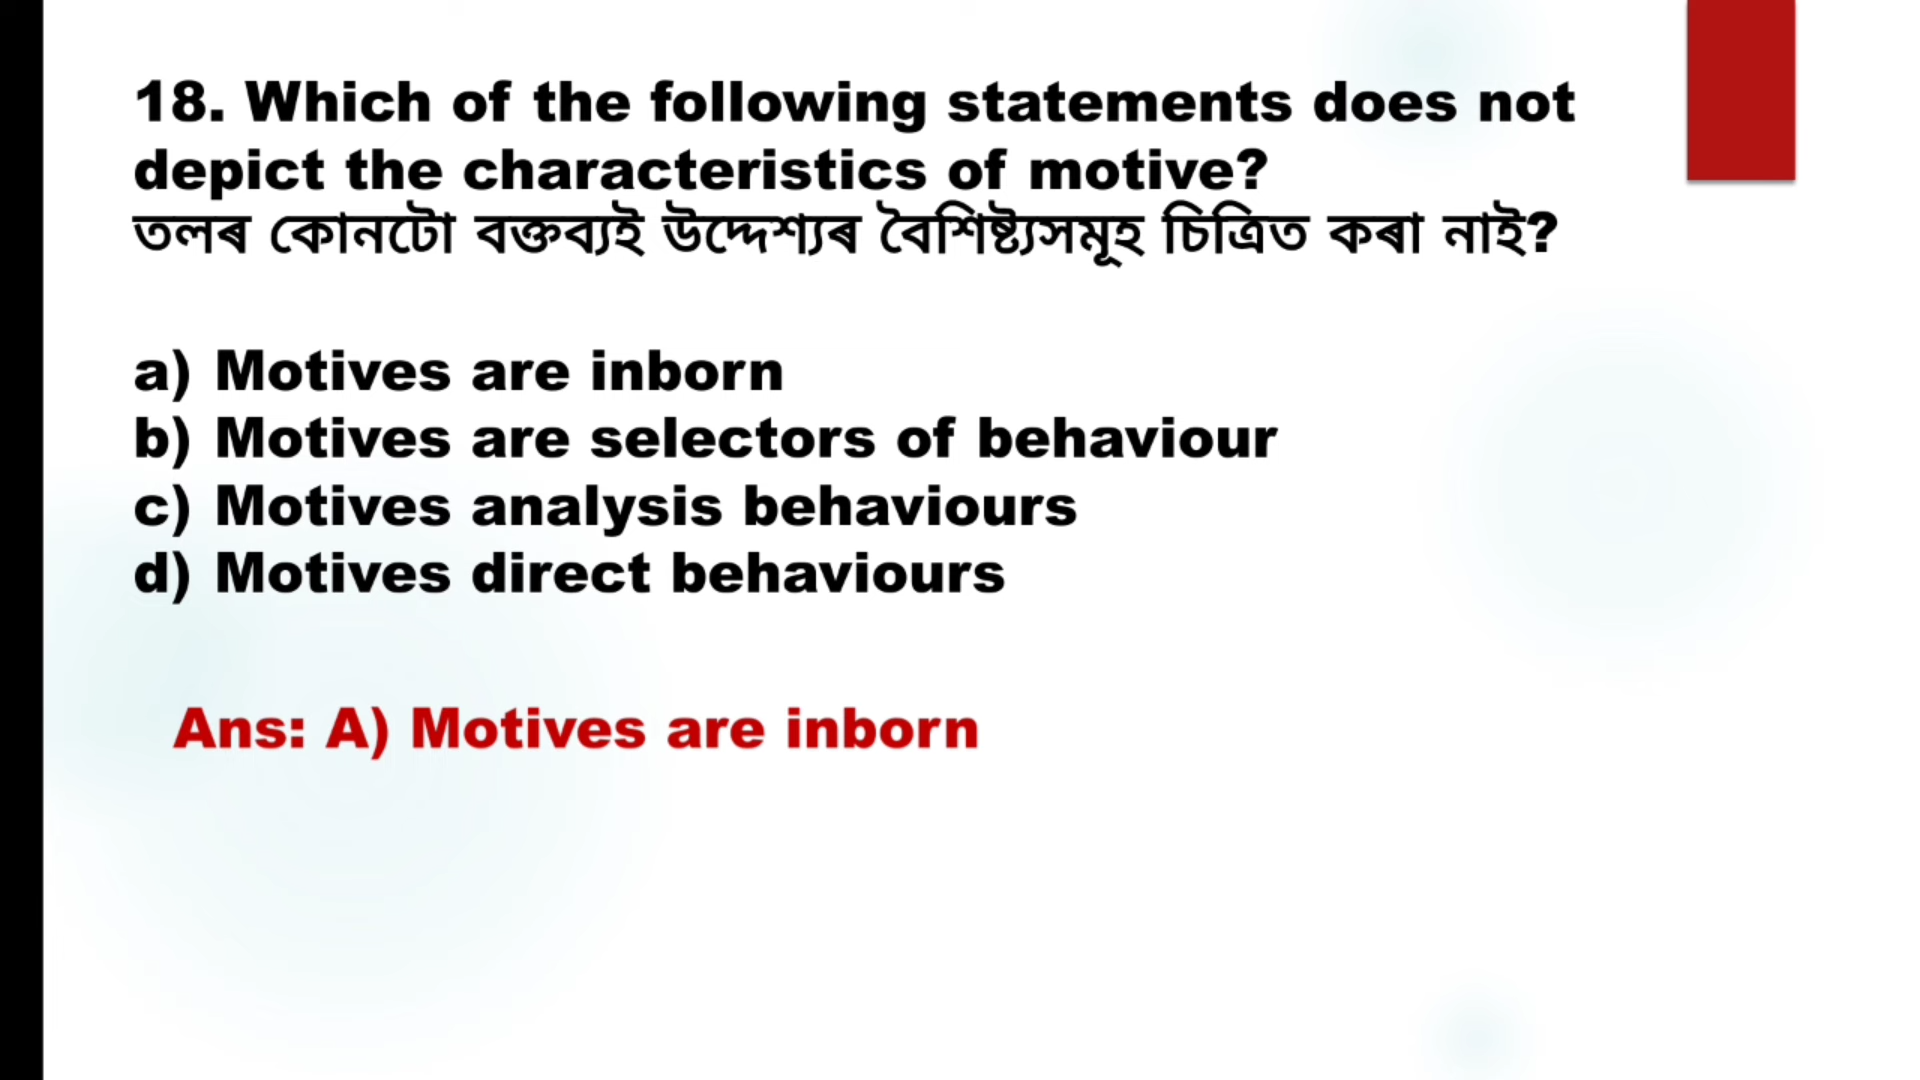 18. Which of the following statements does not
depict the characteristics of motive?
তলৰ কোনটো বক্তব্যই উদ্দেশ্যৰ বৈশিষ্ট্যসমূহ চিত্ৰিত কৰা নাই?
a) Motives are inborn
b) Motives are selectors of behaviour
c) Motives analysis behaviours
d) Motives direct behaviours
Ans: A) Motives are inborn